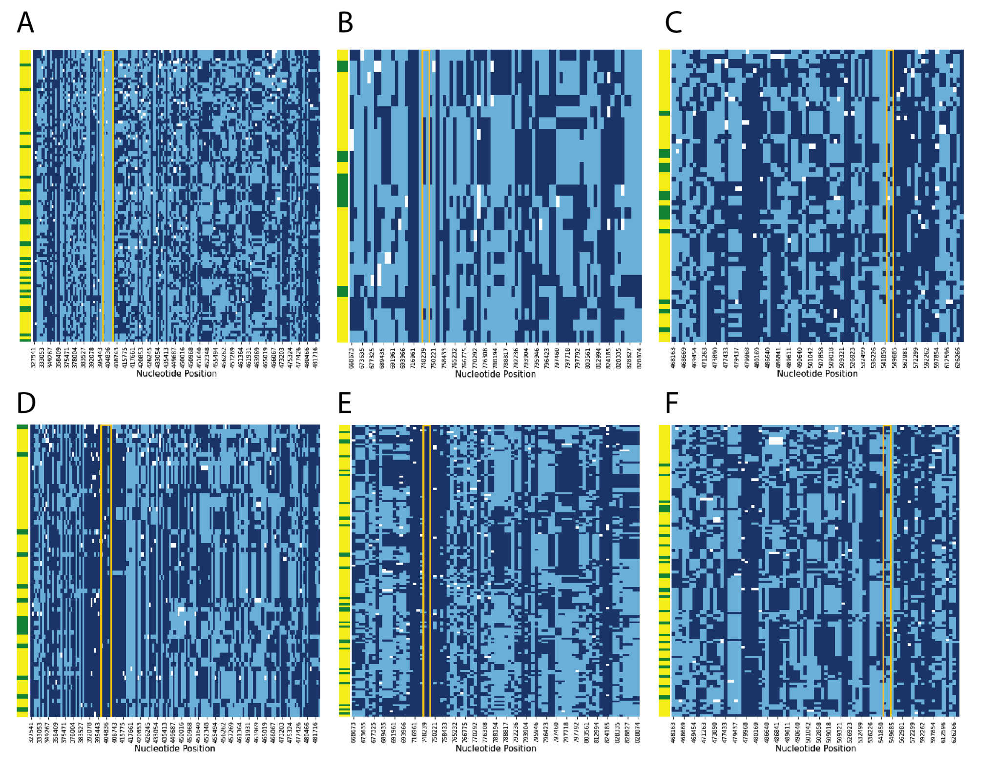 A
B
C
327541 333053 349267 358409 375471 378004 383527 392078 395443 404836 408743 415775 417661 420853 426245 433054 435413 449687 450016 450968 451640 452348 455494 456262 457269 461364 461931 463969 465019 466067 473203 475324 477426 480466 481716
Nucleotide Position
668673 673635 677325 689435 691961 693966 716961 748239 750221 758433 765232 766775 770292 776308 788194 788817 792236 793904 795946 796423 797460 797718 797792 803561 812994 824185 828335 828827 828874
Nucleotide Position
468163 468669 469454 471263 473890 477433 479437 479968 480169 486640 486841 489611 490640 501042 502858 509018 509321 526923 532499 536226 541850 549685 562981 572299 592262 597854 612596 626266
Nucleotide Position
D
E
F
327541 333053 349267 358409 375471 378004 383527 392078 395443 404836 408743 415775 417661 420853 426245 433054 435413 449687 450016 450968 451640 452348 455494 456262 457269 461364 461931 463969 465019 466067 473203 475324 477426 480466 481716
Nucleotide Position
668673 673635 677325 689435 691961 693966 716961 748239 750221 758433 765232 766775 770292 776308 788194 788817 792236 793904 795946 796423 797460 797718 797792 803561 812994 824185 828335 828827 828874
Nucleotide Position
468163 468669 469454 471263 473890 477433 479437 479968 480169 486640 486841 489611 490640 501042 502858 509018 509321 526923 532499 536226 541850 549685 562981 572299 592262 597854 612596 626266
Nucleotide Position